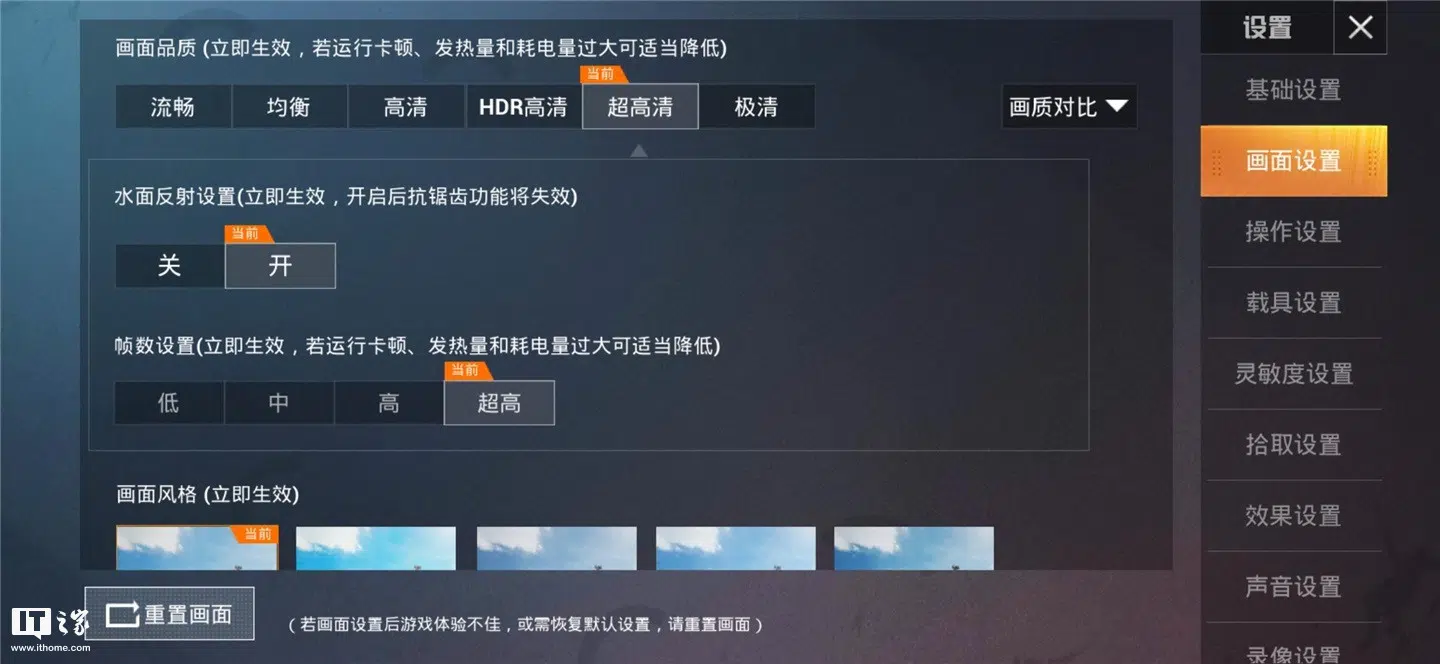 画面品质 (立即生效，若运行卡顿、发热量和耗电量过大可适当降低)
当前
流畅 均衡 高清 HDR高清 超高清 极清 画质对比
水面反射设置(立即生效，开启后抗锯齿功能将失效)
当前
关 开
帧数设置(立即生效，若运行卡顿、发热量和耗电量过大可适当降低)
当前
低 中 高 超高
画面风格 (立即生效)
当前
重置画面
（若画面设置后游戏体验不佳，或需恢复默认设置，请重置画面）
设置
基础设置
画面设置
操作设置
载具设置
灵敏度设置
拾取设置
效果设置
声音设置
录像设置
IT之家
www.ithome.com